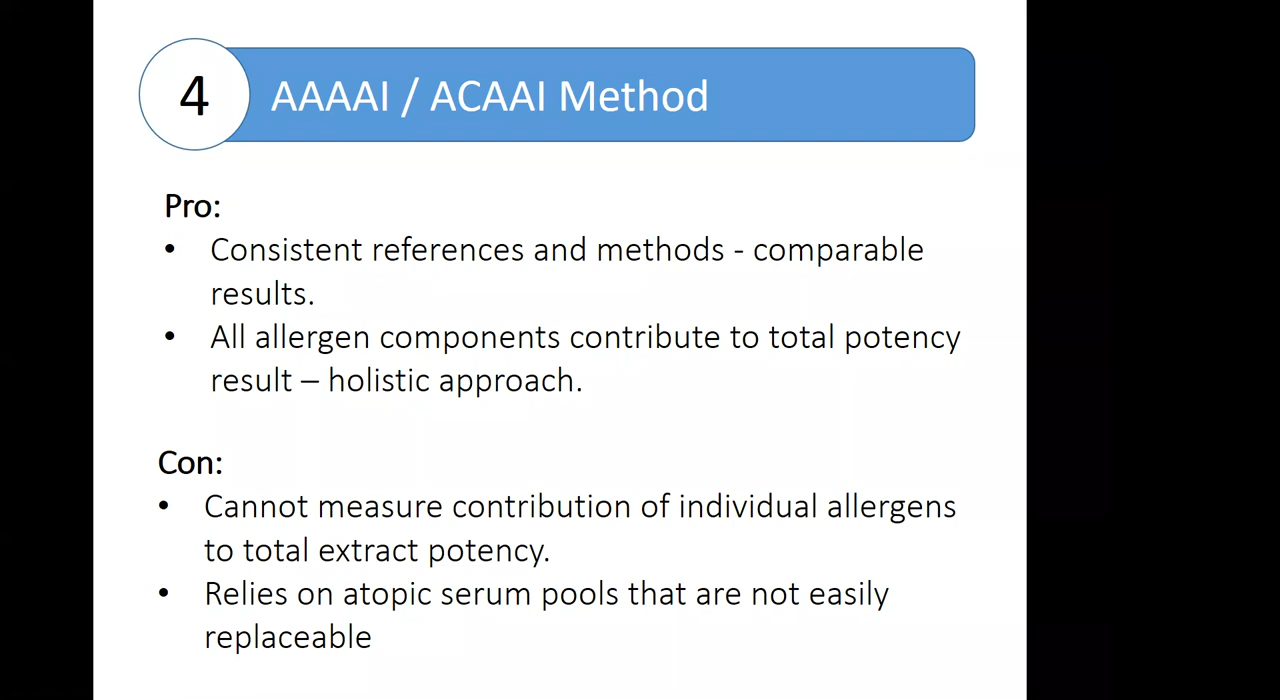 4
AAAAI / ACAAI Method
Pro:
• Consistent references and methods - comparable
results.
• All allergen components contribute to total potency
result – holistic approach.
Con:
• Cannot measure contribution of individual allergens
to total extract potency.
• Relies on atopic serum pools that are not easily
replaceable